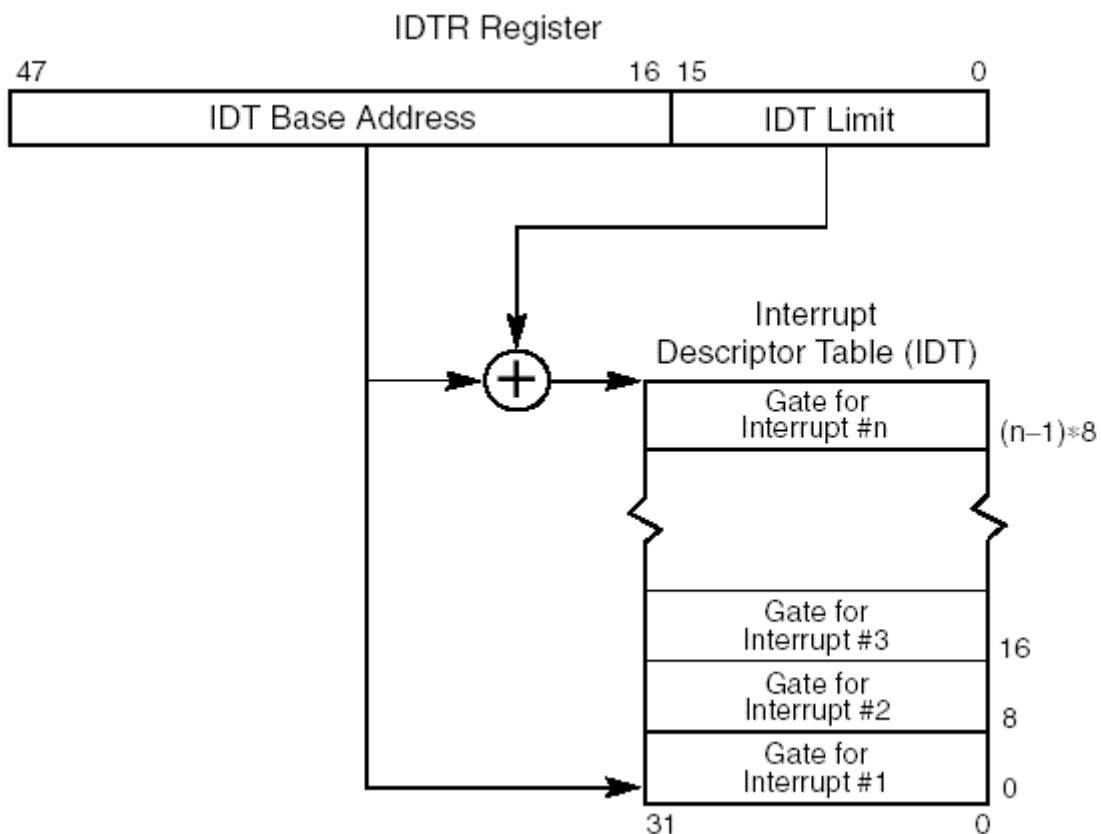 IDTR Register
47 16 15 0
IDT Base Address IDT Limit
Interrupt
Descriptor Table (IDT)
Gate for
Interrupt #n
(n–1)∗8
Gate for
Interrupt #3
16
Gate for
Interrupt #2
8
Gate for
Interrupt #1
0
31 0